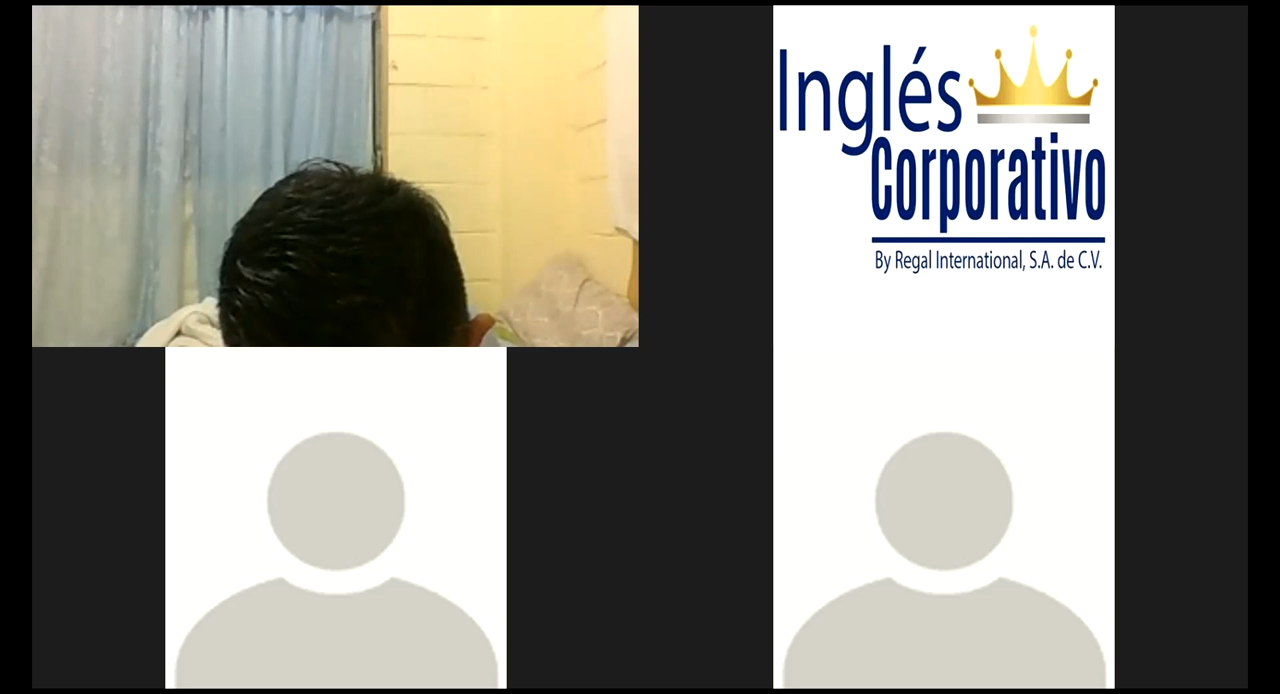 Inglés
Corporativo
By Regal International, S.A. de C.V.